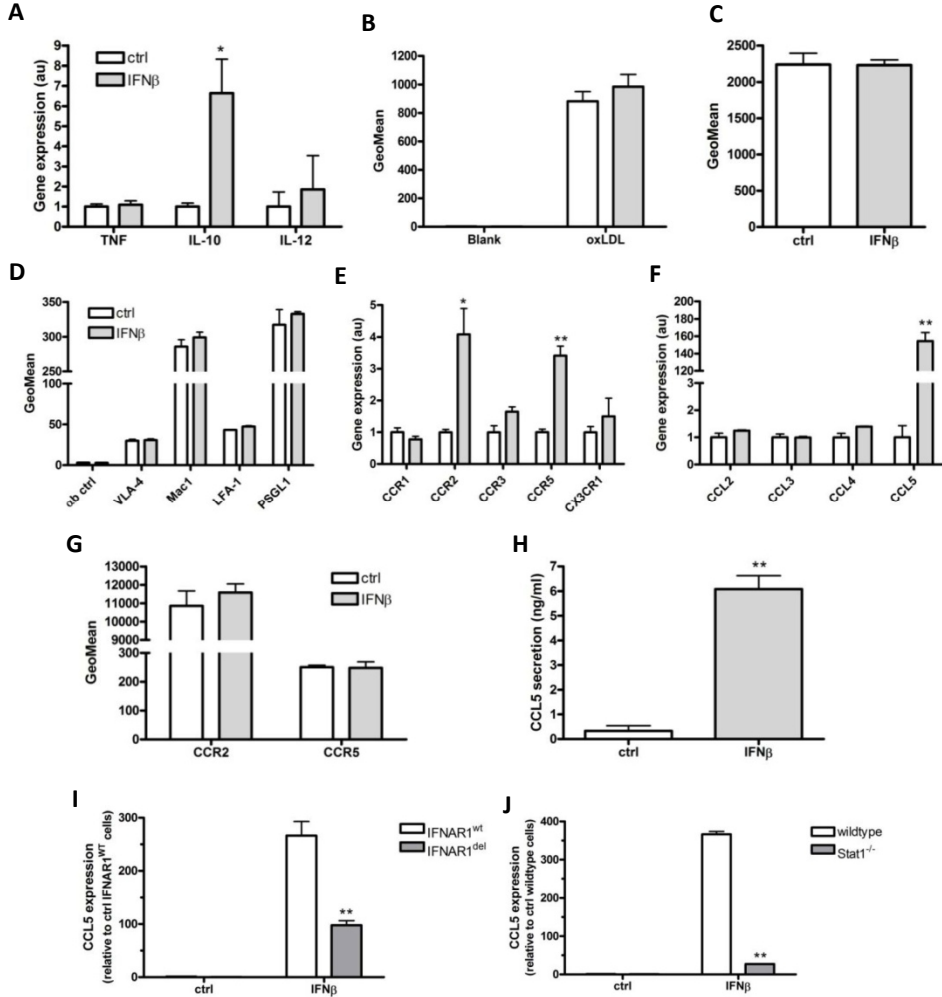 A
ctrl
IFNβ
Gene expression (au)
9
8
7
6
5
4
3
2
1
0
*
TNF
IL-10
IL-12
B
GeoMean
1200
1000
800
600
400
200
0
Blank
oxLDL
C
GeoMean
2500
2000
1500
1000
500
0
ctrl
IFNβ
D
ctrl
IFNβ
GeoMean
350
300
250
100
50
0
αb ctrl
VLA-4
Mac1
LFA-1
PSGL1
E
Gene expression (au)
5
4
3
2
1
0
*
**
CCR1
CCR2
CCR3
CCR5
CX3CR1
F
Gene expression (au)
200
180
160
140
120
100
3
2
1
0
**
CCL2
CCL3
CCL4
CCL5
G
ctrl
IFNβ
GeoMean
13000
12000
11000
10000
9000
300
200
100
0
CCR2
CCR5
H
CCL5 secretion (ng/ml)
7
6
5
4
3
2
1
0
**
ctrl
IFNβ
I
CCL5 expression
(relative to ctrl IFNAR1ᵂᵀ cells)
300
200
100
0
**
ctrl
IFNβ
IFNAR1ʷᵗ
IFNAR1ᵈᵉˡ
J
CCL5 expression
(relative to ctrl wildtype cells)
400
300
200
100
0
**
ctrl
IFNβ
wildtype
Stat1⁻/⁻